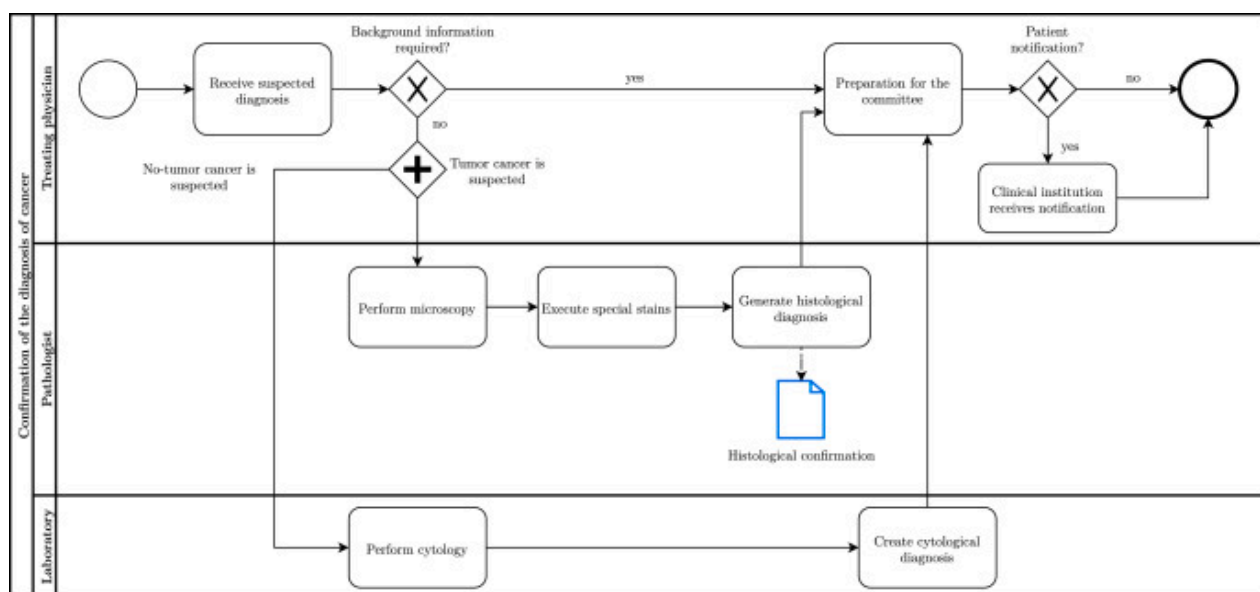 Confirmation of the diagnosis of cancer
Treating physician
Receive suspected
diagnosis
Background information
required?
yes
no
No-tumor cancer is
suspected
Tumor cancer is
suspected
Preparation for the
committee
Patient
notification?
no
yes
Clinical institution
receives notification
Pathologist
Perform microscopy
Execute special stains
Generate histological
diagnosis
Histological confirmation
Laboratory
Perform cytology
Create cytological
diagnosis